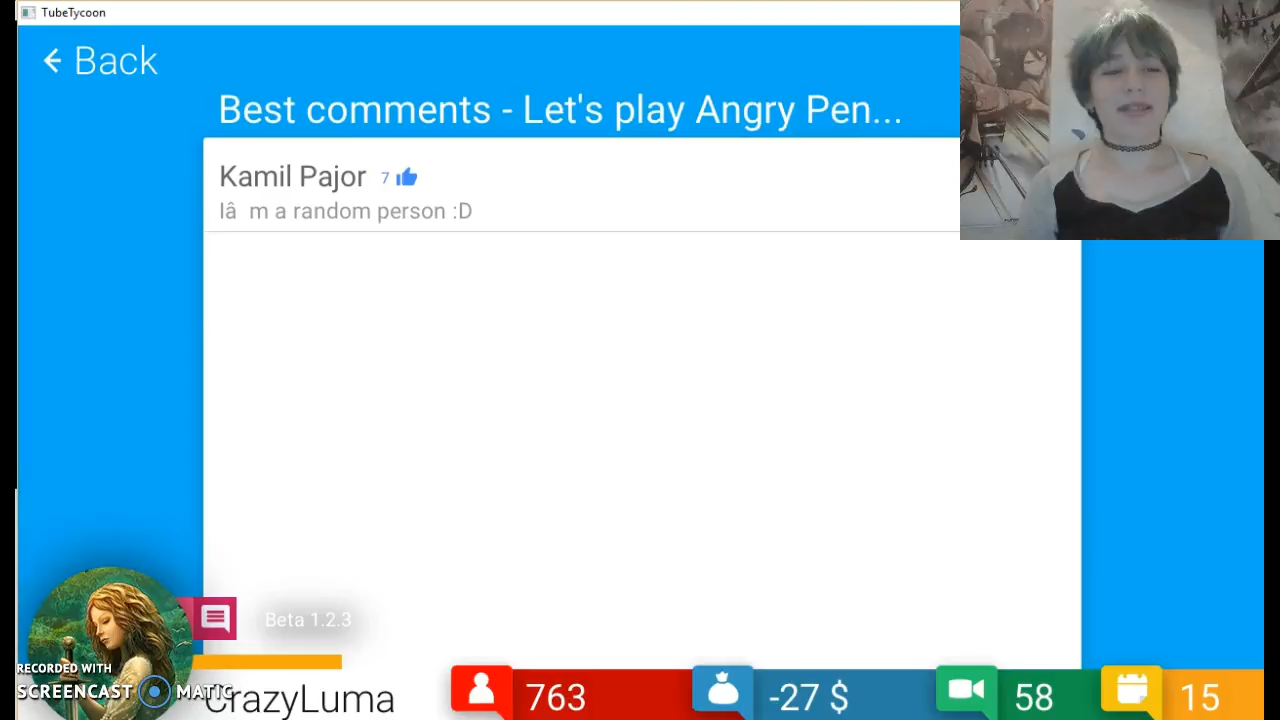 TubeTycoon
Back
Best comments - Let's play Angry Pen...
Kamil Pajor 7
Iâ m a random person :D
Beta 1.2.3
RECORDED WITH
SCREENCAST MATIC
CrazyLuma
763
-27 $
58
15